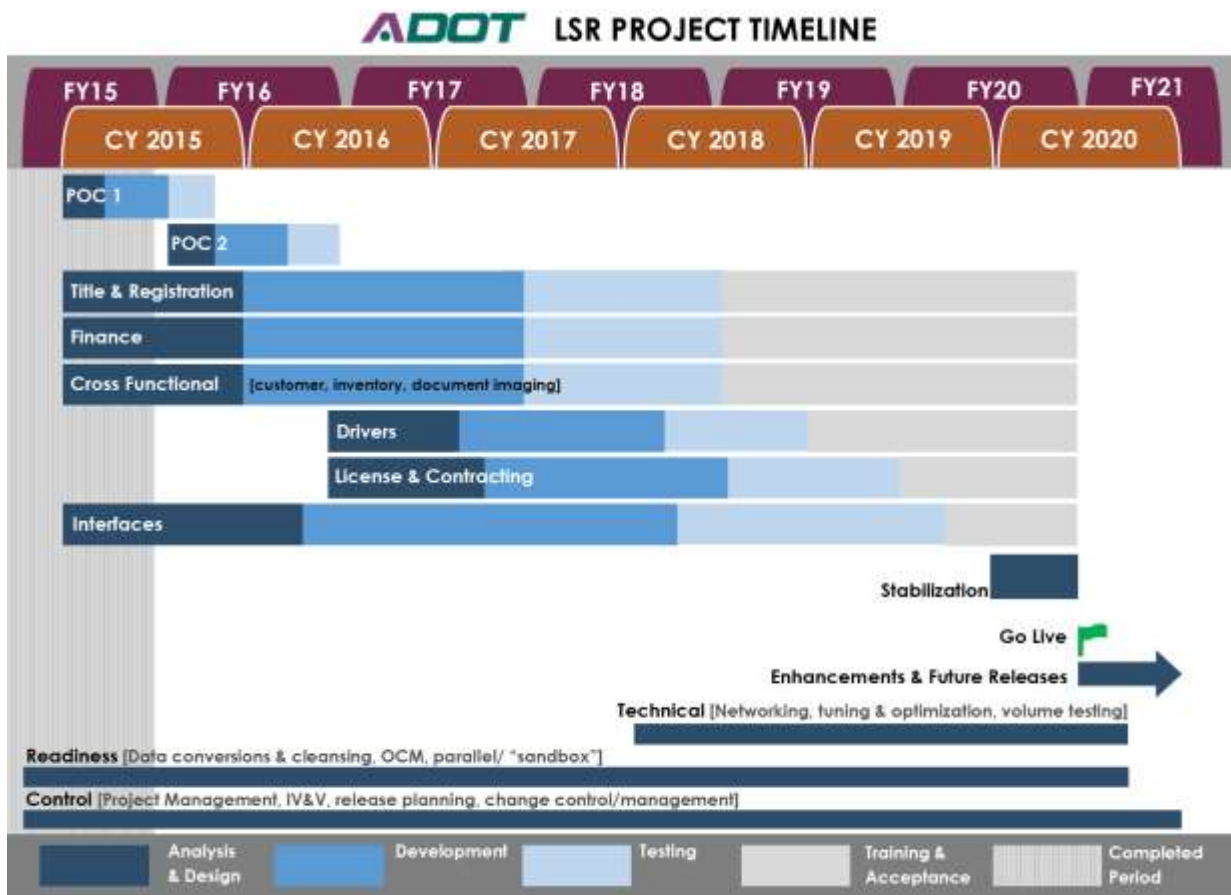 ADOT LSR PROJECT TIMELINE
FY15 FY16 FY17 FY18 FY19 FY20 FY21
CY 2015 CY 2016 CY 2017 CY 2018 CY 2019 CY 2020
POC 1
POC 2
Title & Registration
Finance
Cross Functional [customer, inventory, document imaging]
Drivers
License & Contracting
Interfaces
Stabilization
Go Live
Enhancements & Future Releases
Technical [Networking, tuning & optimization, volume testing]
Readiness [Data conversions & cleansing, OCM, parallel/ “sandbox”]
Control [Project Management, IV&V, release planning, change control/management]
Analysis
& Design
Development
Testing
Training &
Acceptance
Completed
Period